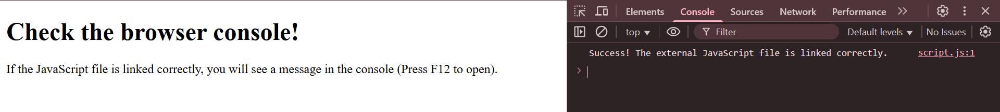 Check the browser console!
If the JavaScript file is linked correctly, you will see a message in the console (Press F12 to open).
Elements Console Sources Network Performance
top Filter Default levels No Issues
Success! The external JavaScript file is linked correctly. script.js:1